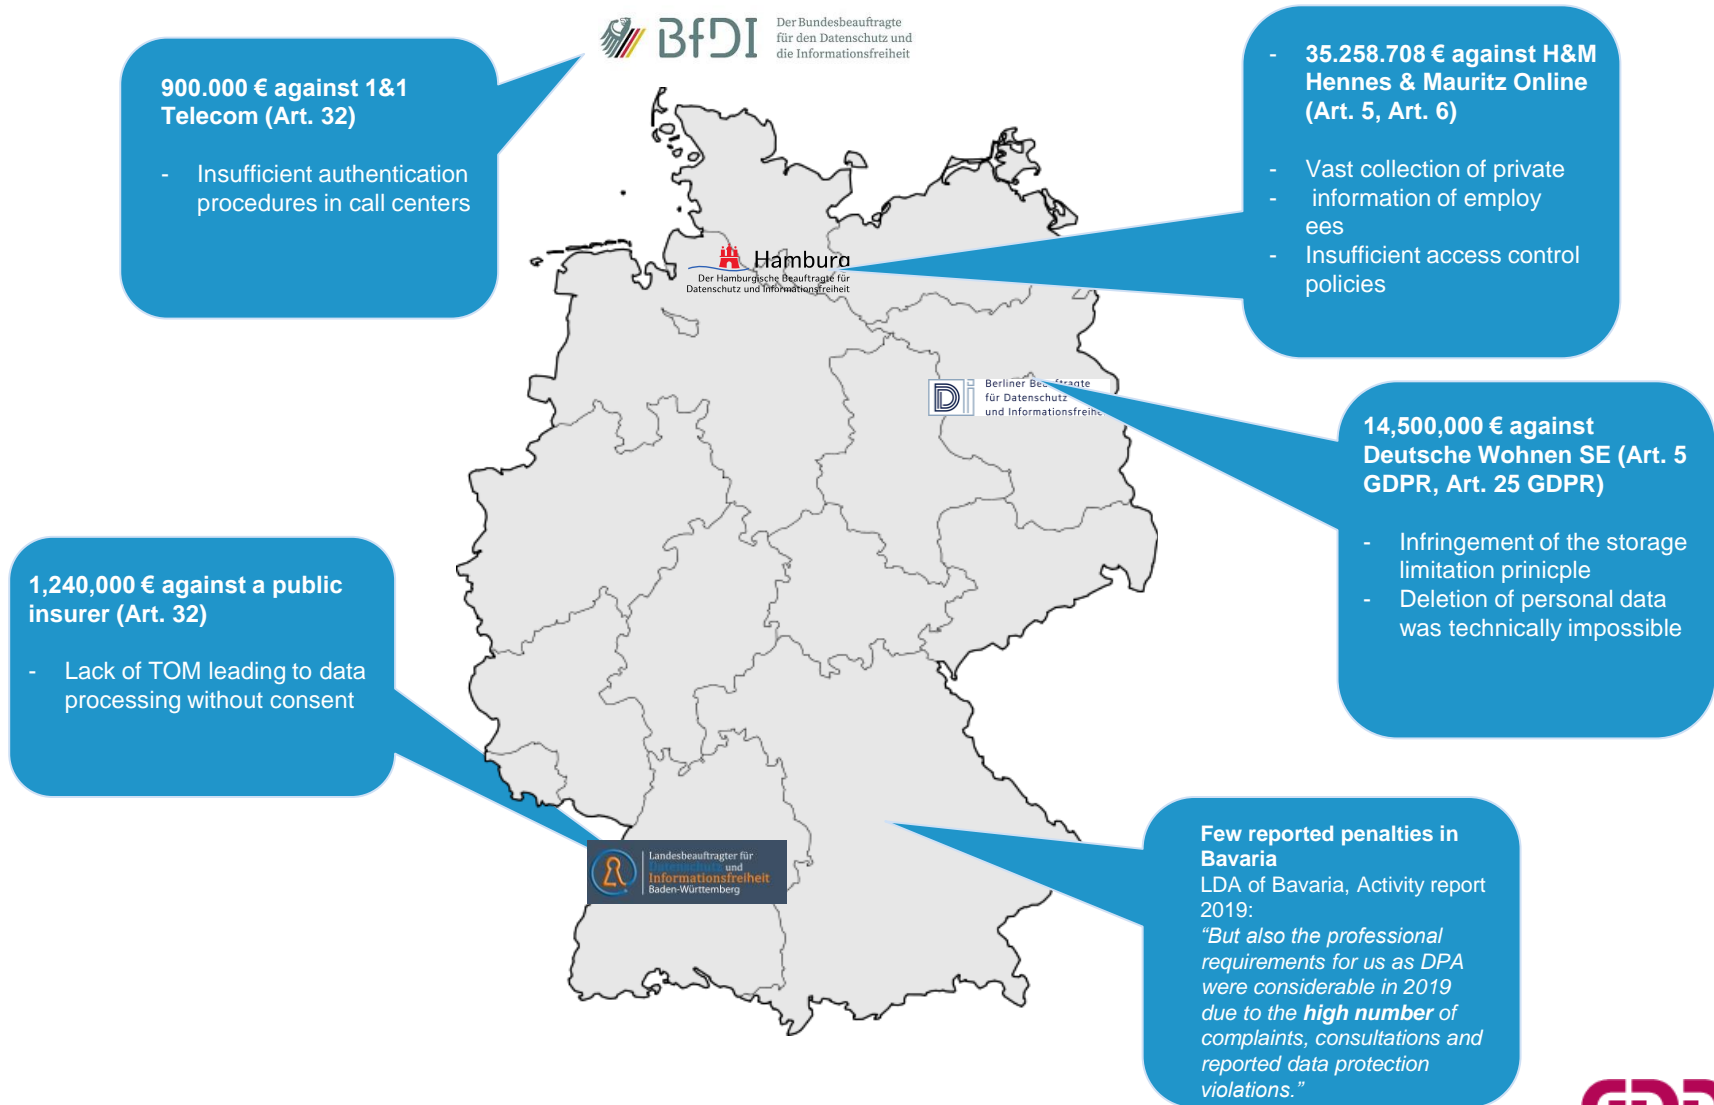 BfDI
Der Bundesbeauftragte
für den Datenschutz und
die Informationsfreiheit
900.000 € against 1&1
Telecom (Art. 32)
- Insufficient authentication
procedures in call centers
- 35.258.708 € against H&M
Hennes & Mauritz Online
(Art. 5, Art. 6)
- Vast collection of private
- information of employ
ees
- Insufficient access control
policies
Hamburg
Der Hamburgische Beauftragte für
Datenschutz und Informationsfreiheit
Berliner Beauftragte
für Datenschutz
und Informationsfreihe
14,500,000 € against
Deutsche Wohnen SE (Art. 5
GDPR, Art. 25 GDPR)
- Infringement of the storage
limitation prinicple
- Deletion of personal data
was technically impossible
1,240,000 € against a public
insurer (Art. 32)
- Lack of TOM leading to data
processing without consent
Landesbeauftragter für
Datenschutz und
Informationsfreiheit
Baden-Württemberg
Few reported penalties in
Bavaria
LDA of Bavaria, Activity report
2019:
“But also the professional
requirements for us as DPA
were considerable in 2019
due to the high number of
complaints, consultations and
reported data protection
violations.”